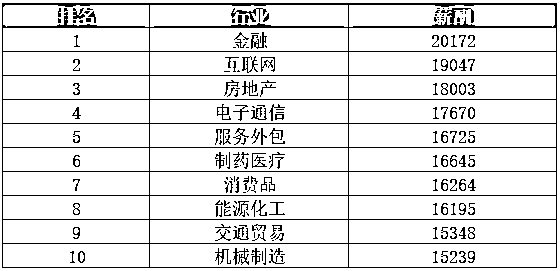 排名 行业 薪酬
1 金融 20172
2 互联网 19047
3 房地产 18003
4 电子通信 17670
5 服务外包 16725
6 制药医疗 16645
7 消费品 16264
8 能源化工 16195
9 交通贸易 15348
10 机械制造 15239